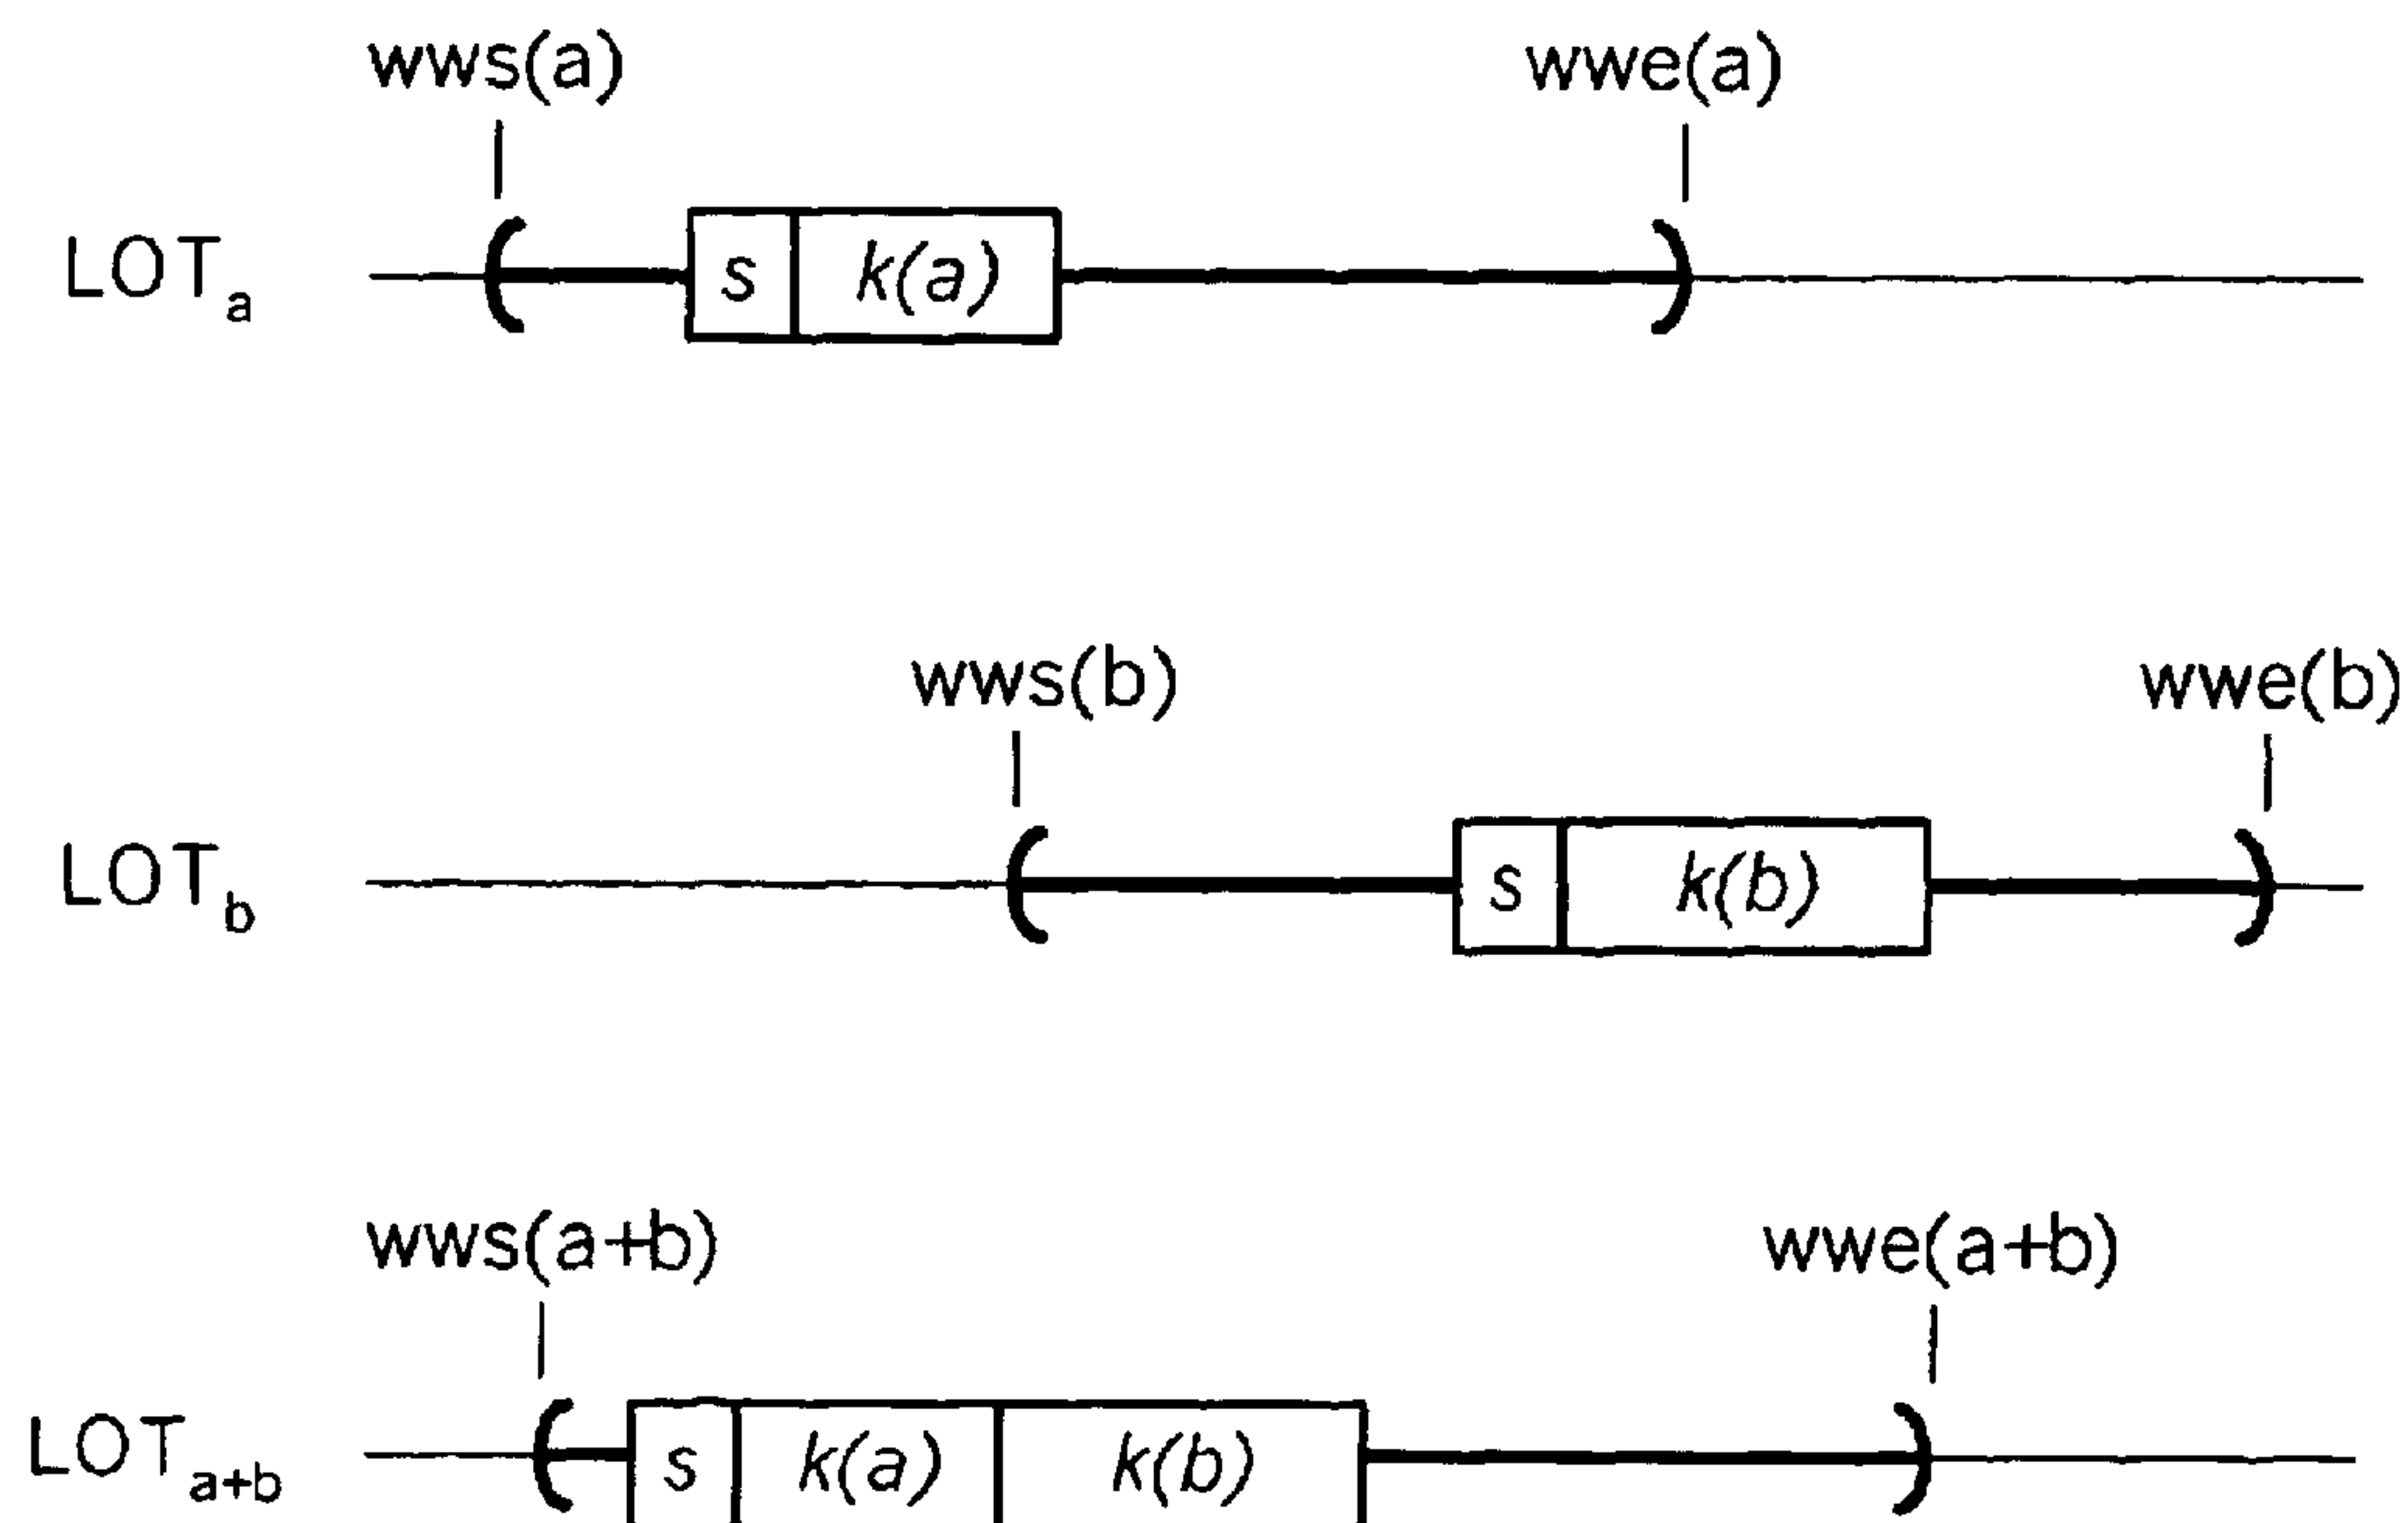 wws(a) wwe(a)
LOTa s k(a)
wws(b) wwe(b)
LOTb s k(b)
wws(a+b) wwe(a+b)
LOTa+b s k(a) k(b)